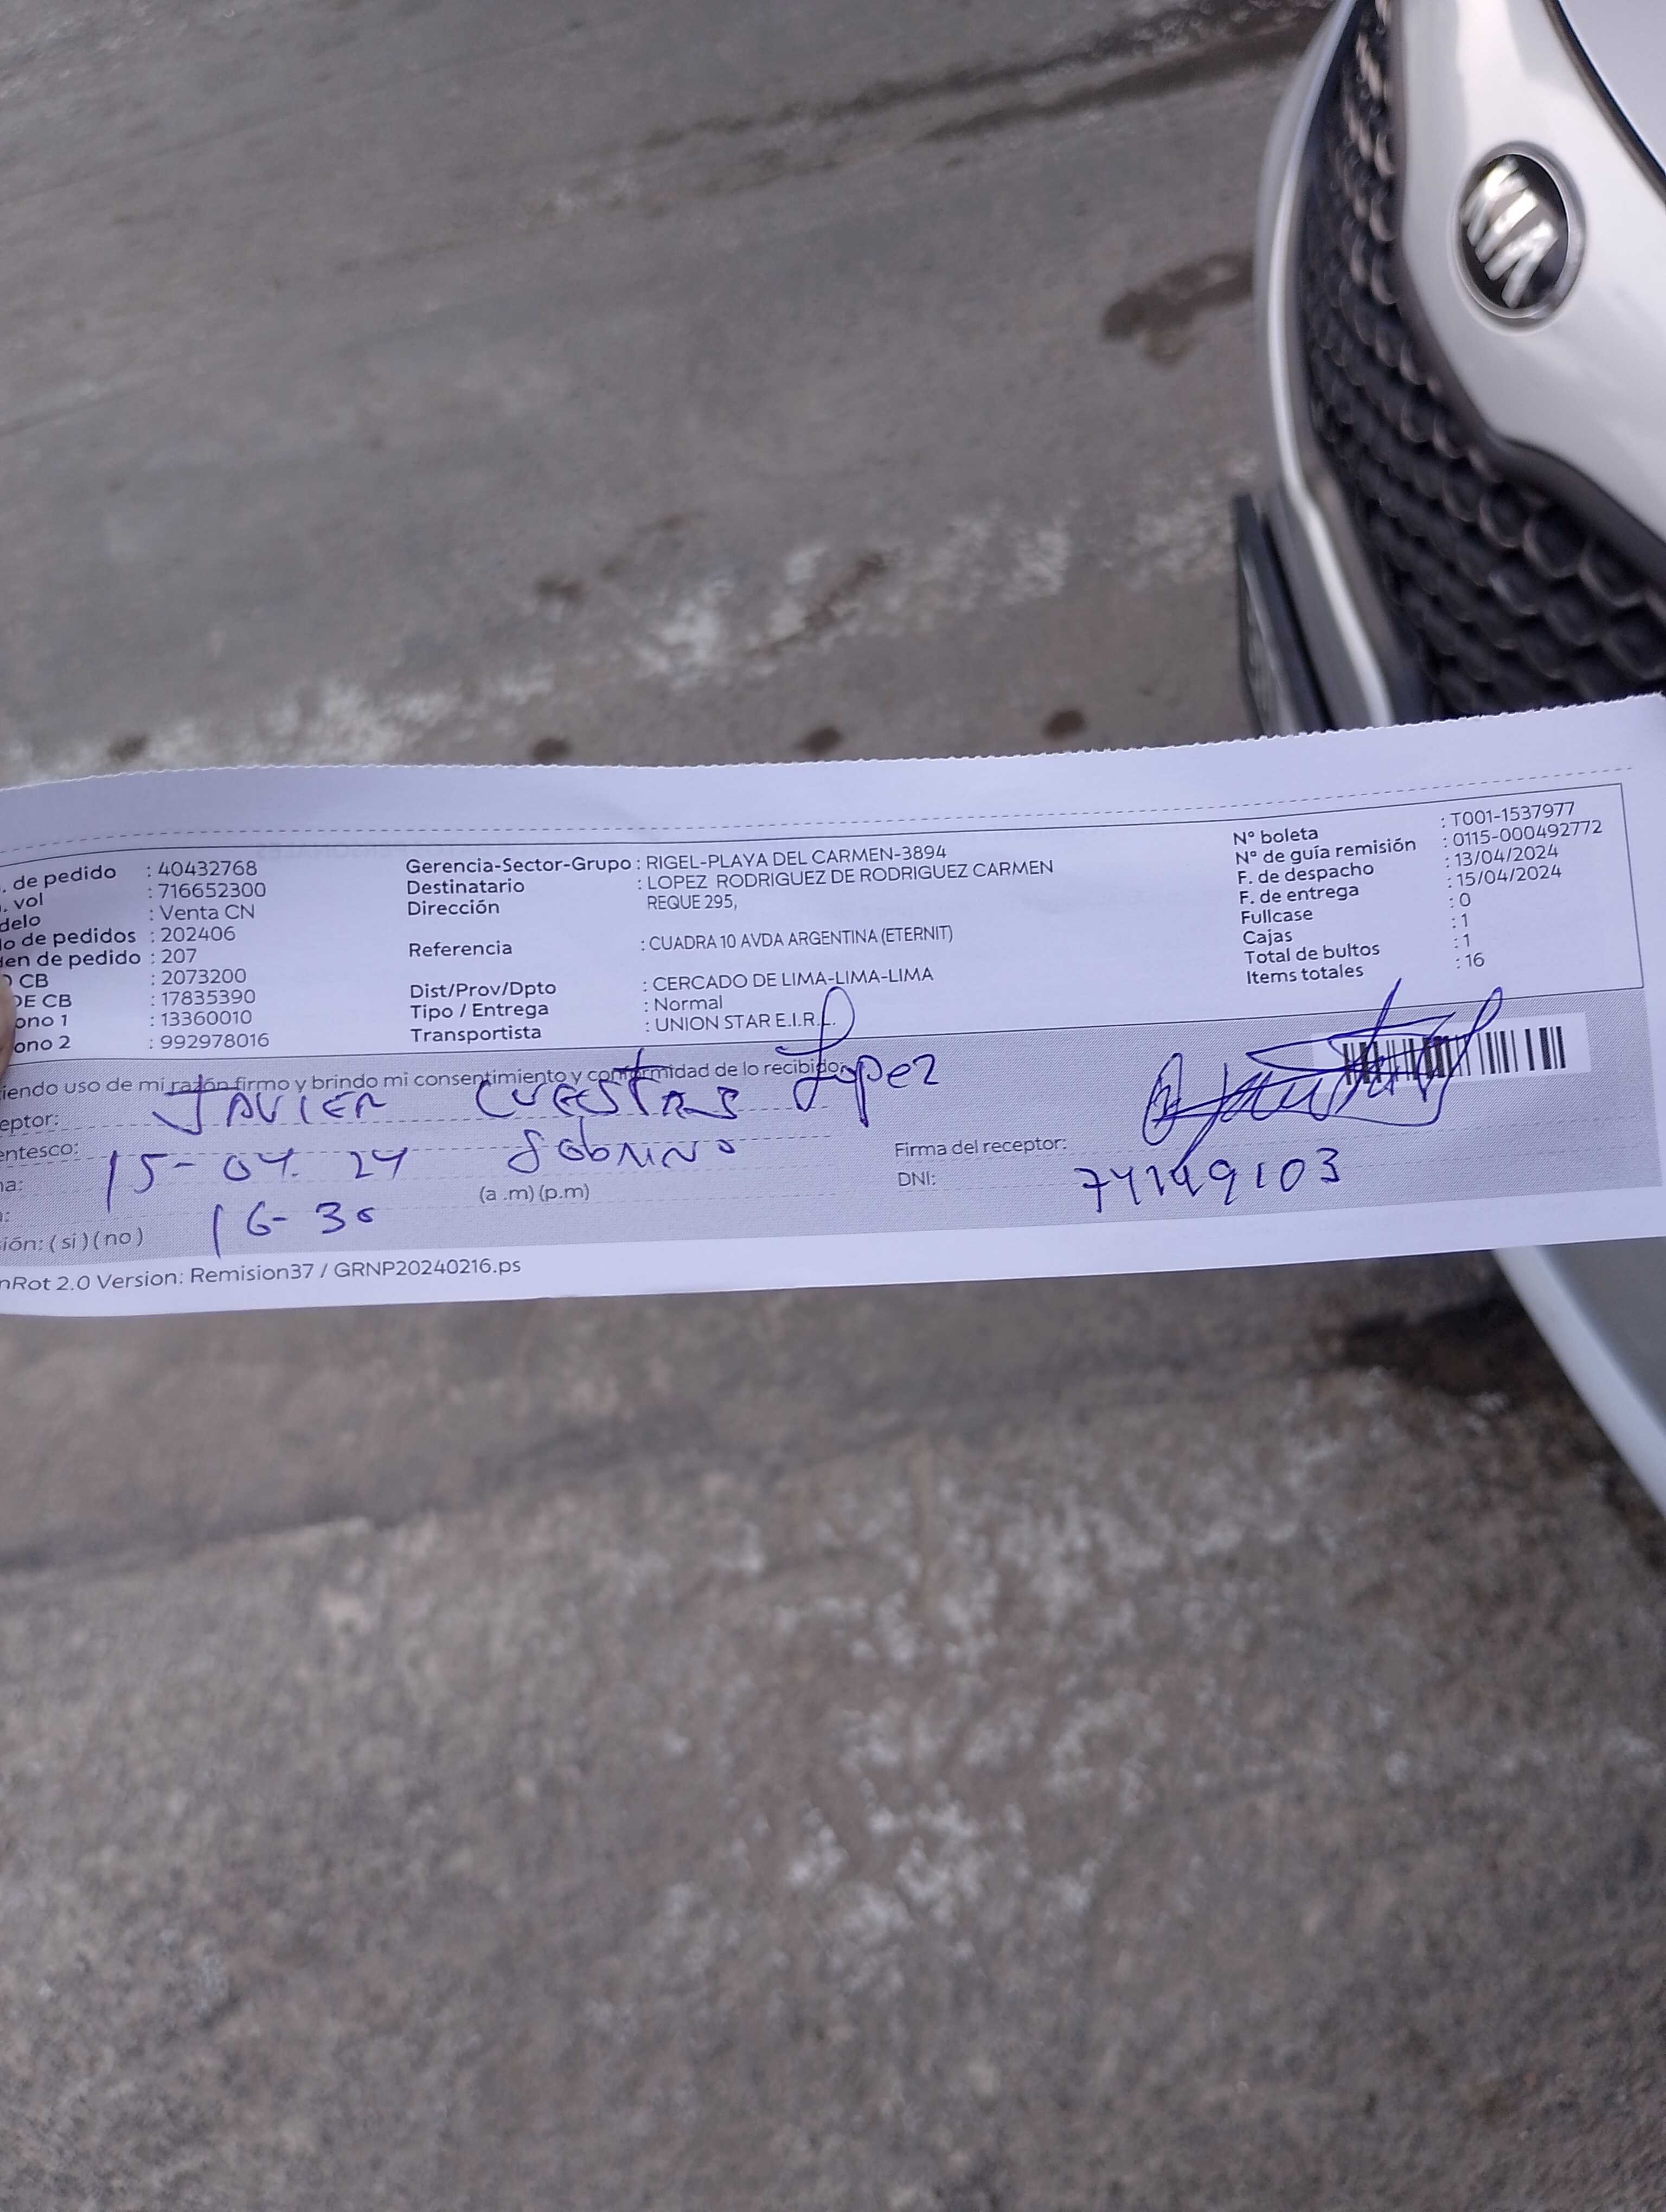 KIA
. de pedido : 40432768
. vol : 716652300
delo : Venta CN
o de pedidos : 202406
en de pedido : 207
CB : 2073200
DE CB : 17835390
ono 1 : 13360010
ono 2 : 992978016
Gerencia-Sector-Grupo : RIGEL-PLAYA DEL CARMEN-3894
Destinatario : LOPEZ RODRIGUEZ DE RODRIGUEZ CARMEN
Dirección REQUE 295,
Referencia : CUADRA 10 AVDA ARGENTINA (ETERNIT)
Dist/Prov/Dpto : CERCADO DE LIMA-LIMA-LIMA
Tipo / Entrega : Normal
Transportista : UNION STAR E.I.R.L.
N° boleta : T001-1537977
N° de guía remisión : 0115-000492772
F. de despacho : 13/04/2024
F. de entrega : 15/04/2024
Fullcase : 0
Cajas : 1
Total de bultos : 1
Items totales : 16
iendo uso de mi razón firmo y brindo mi consentimiento y conformidad de lo recibido.
eptor: JAVIER CUESTAS Lopez
entesco: Sobrino
na: 15-04.24
: 16-30 (a .m) (p.m)
ión: ( si ) ( no )
Firma del receptor:
DNI: 74149103
nRot 2.0 Version: Remision37 / GRNP20240216.ps